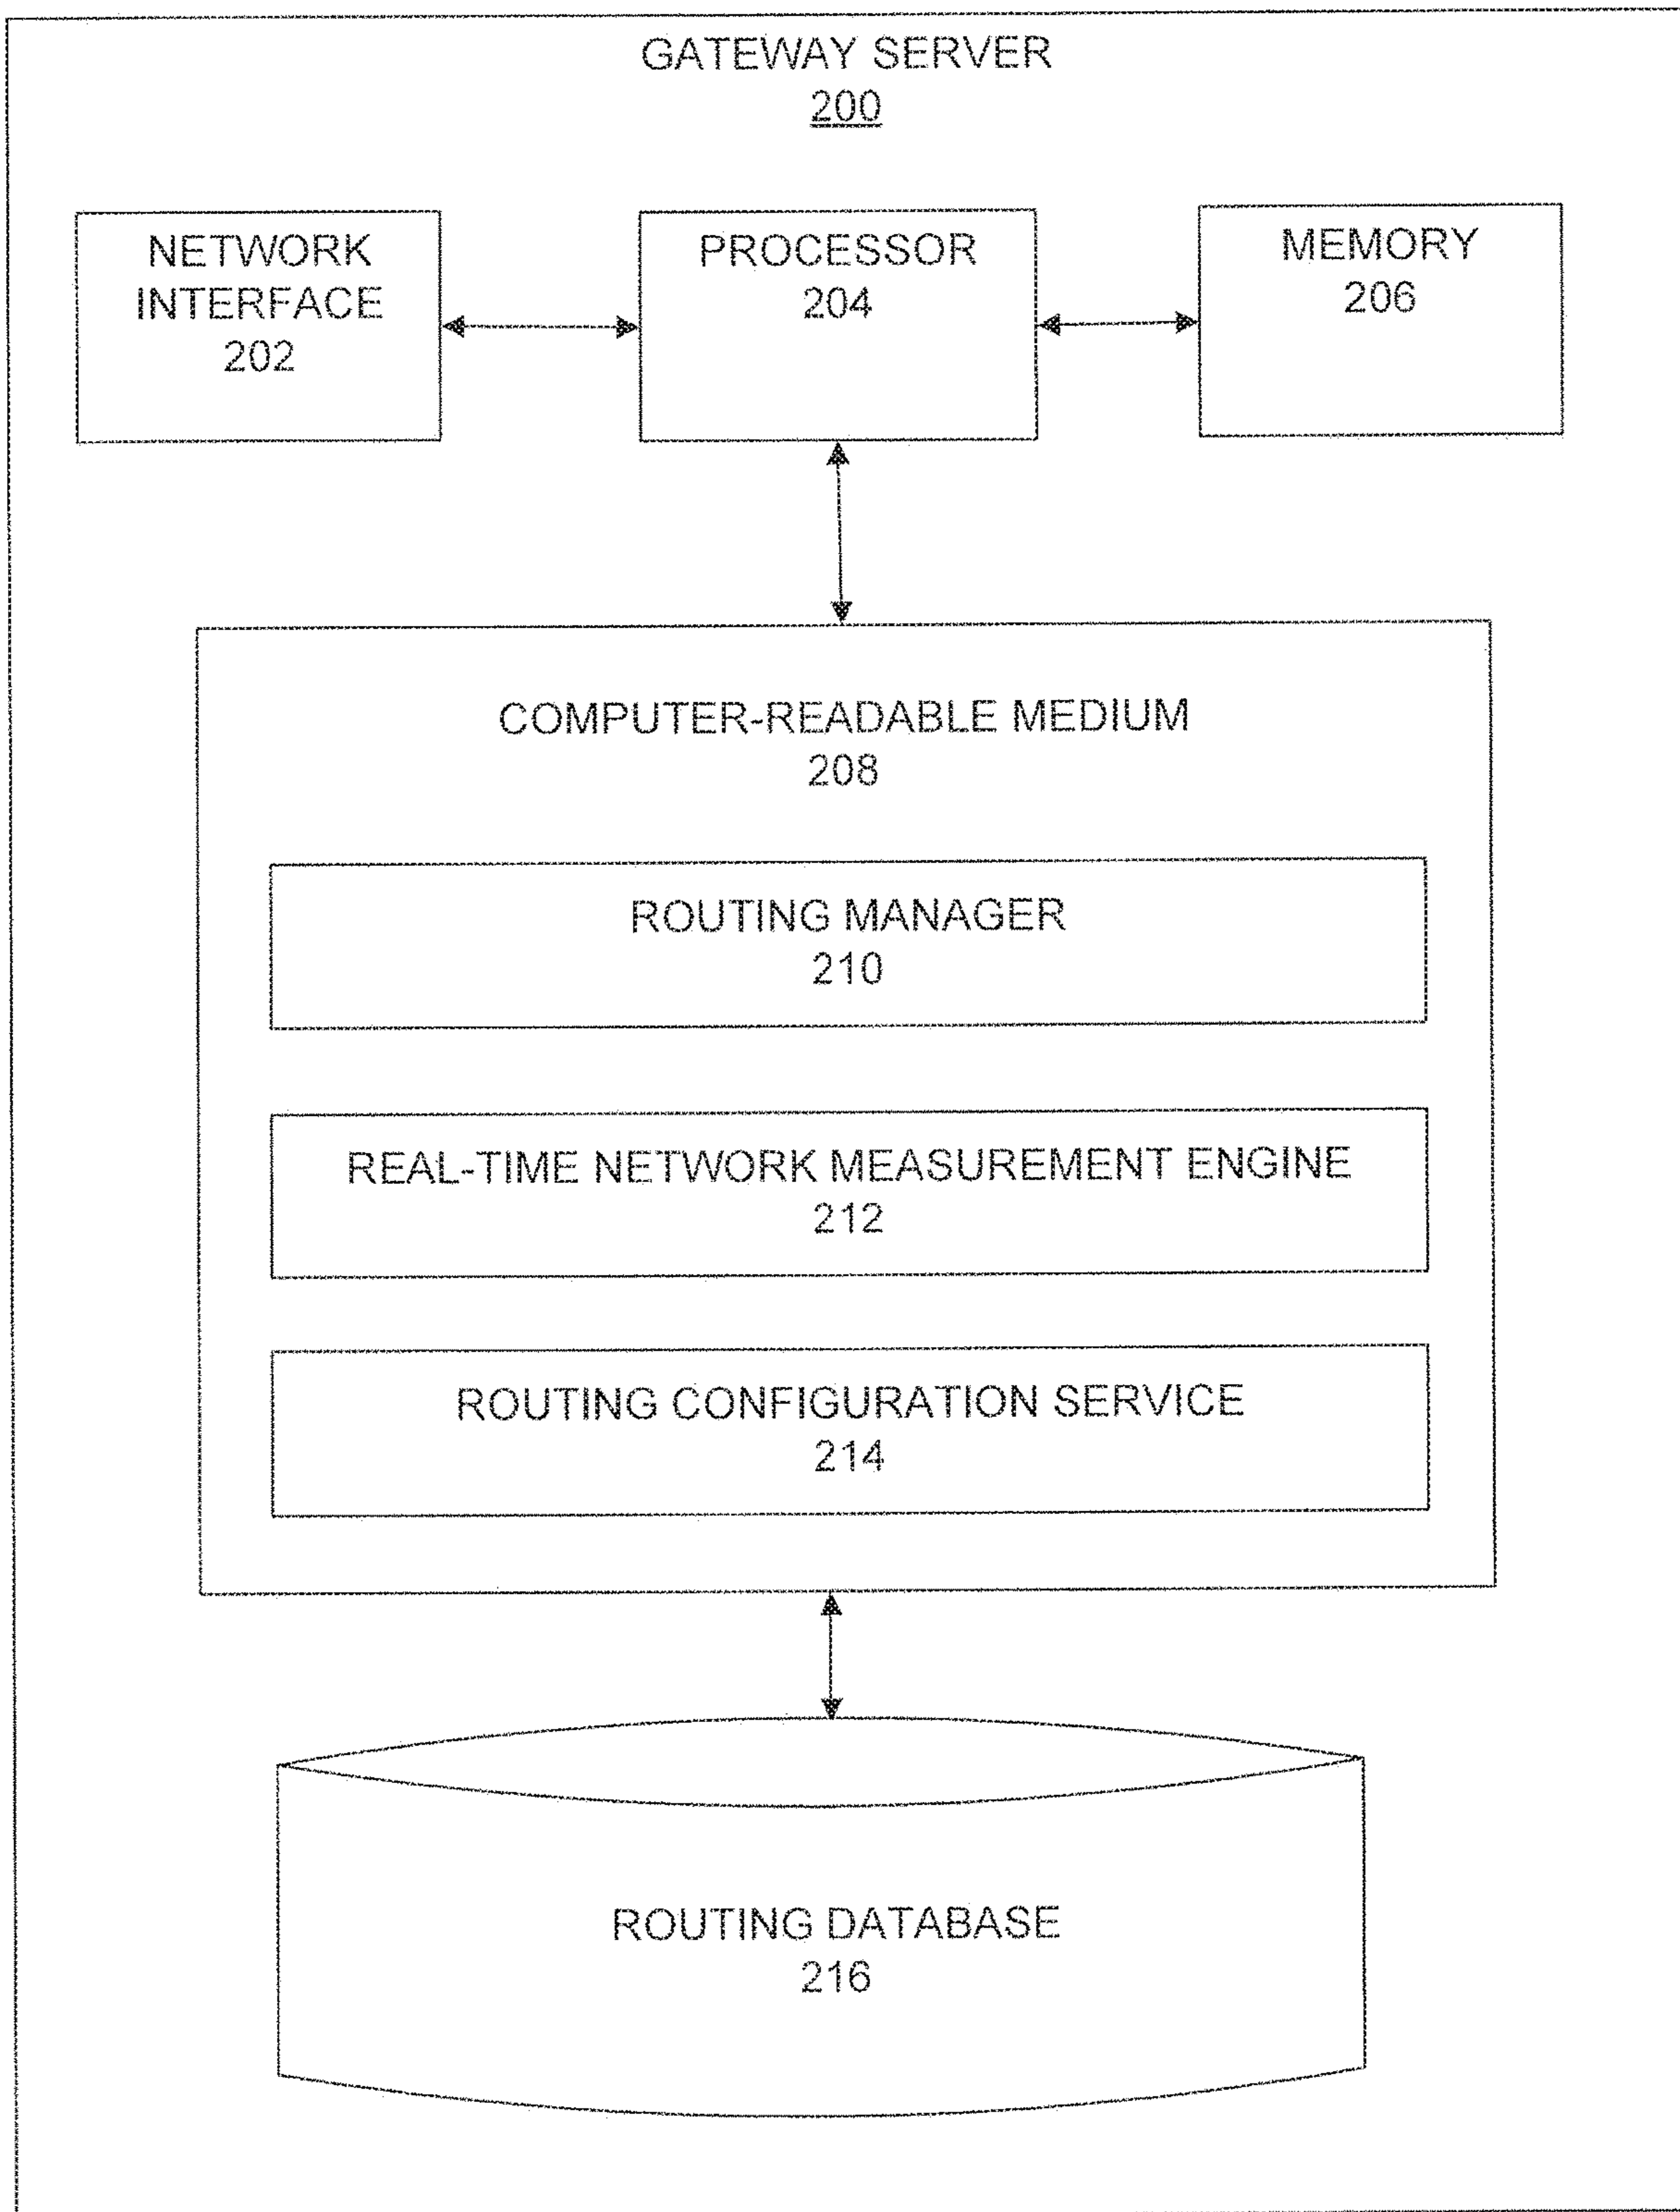 GATEWAY SERVER
200
NETWORK
INTERFACE
202
PROCESSOR
204
MEMORY
206
COMPUTER-READABLE MEDIUM
208
ROUTING MANAGER
210
REAL-TIME NETWORK MEASUREMENT ENGINE
212
ROUTING CONFIGURATION SERVICE
214
ROUTING DATABASE
216